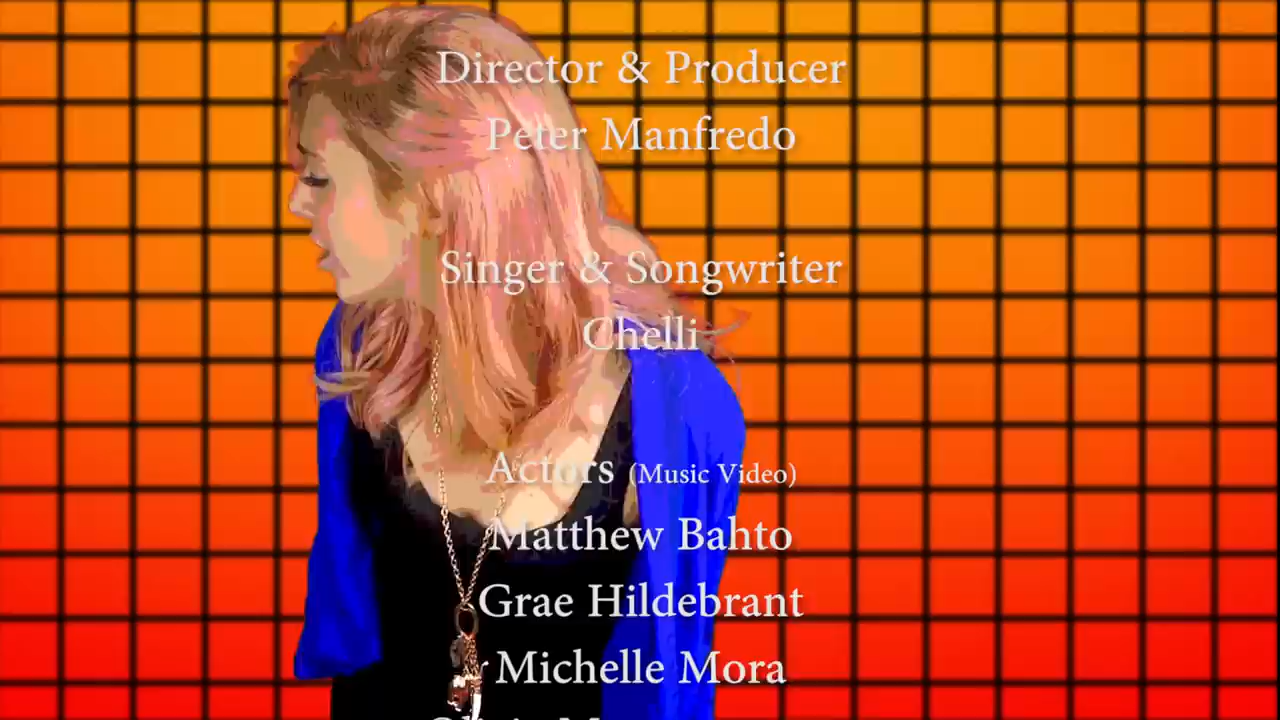 Director & Producer
Peter Manfredo
Singer & Songwriter
Chelli
Actors (Music Video)
Matthew Bahto
Grae Hildebrant
Michelle Mora